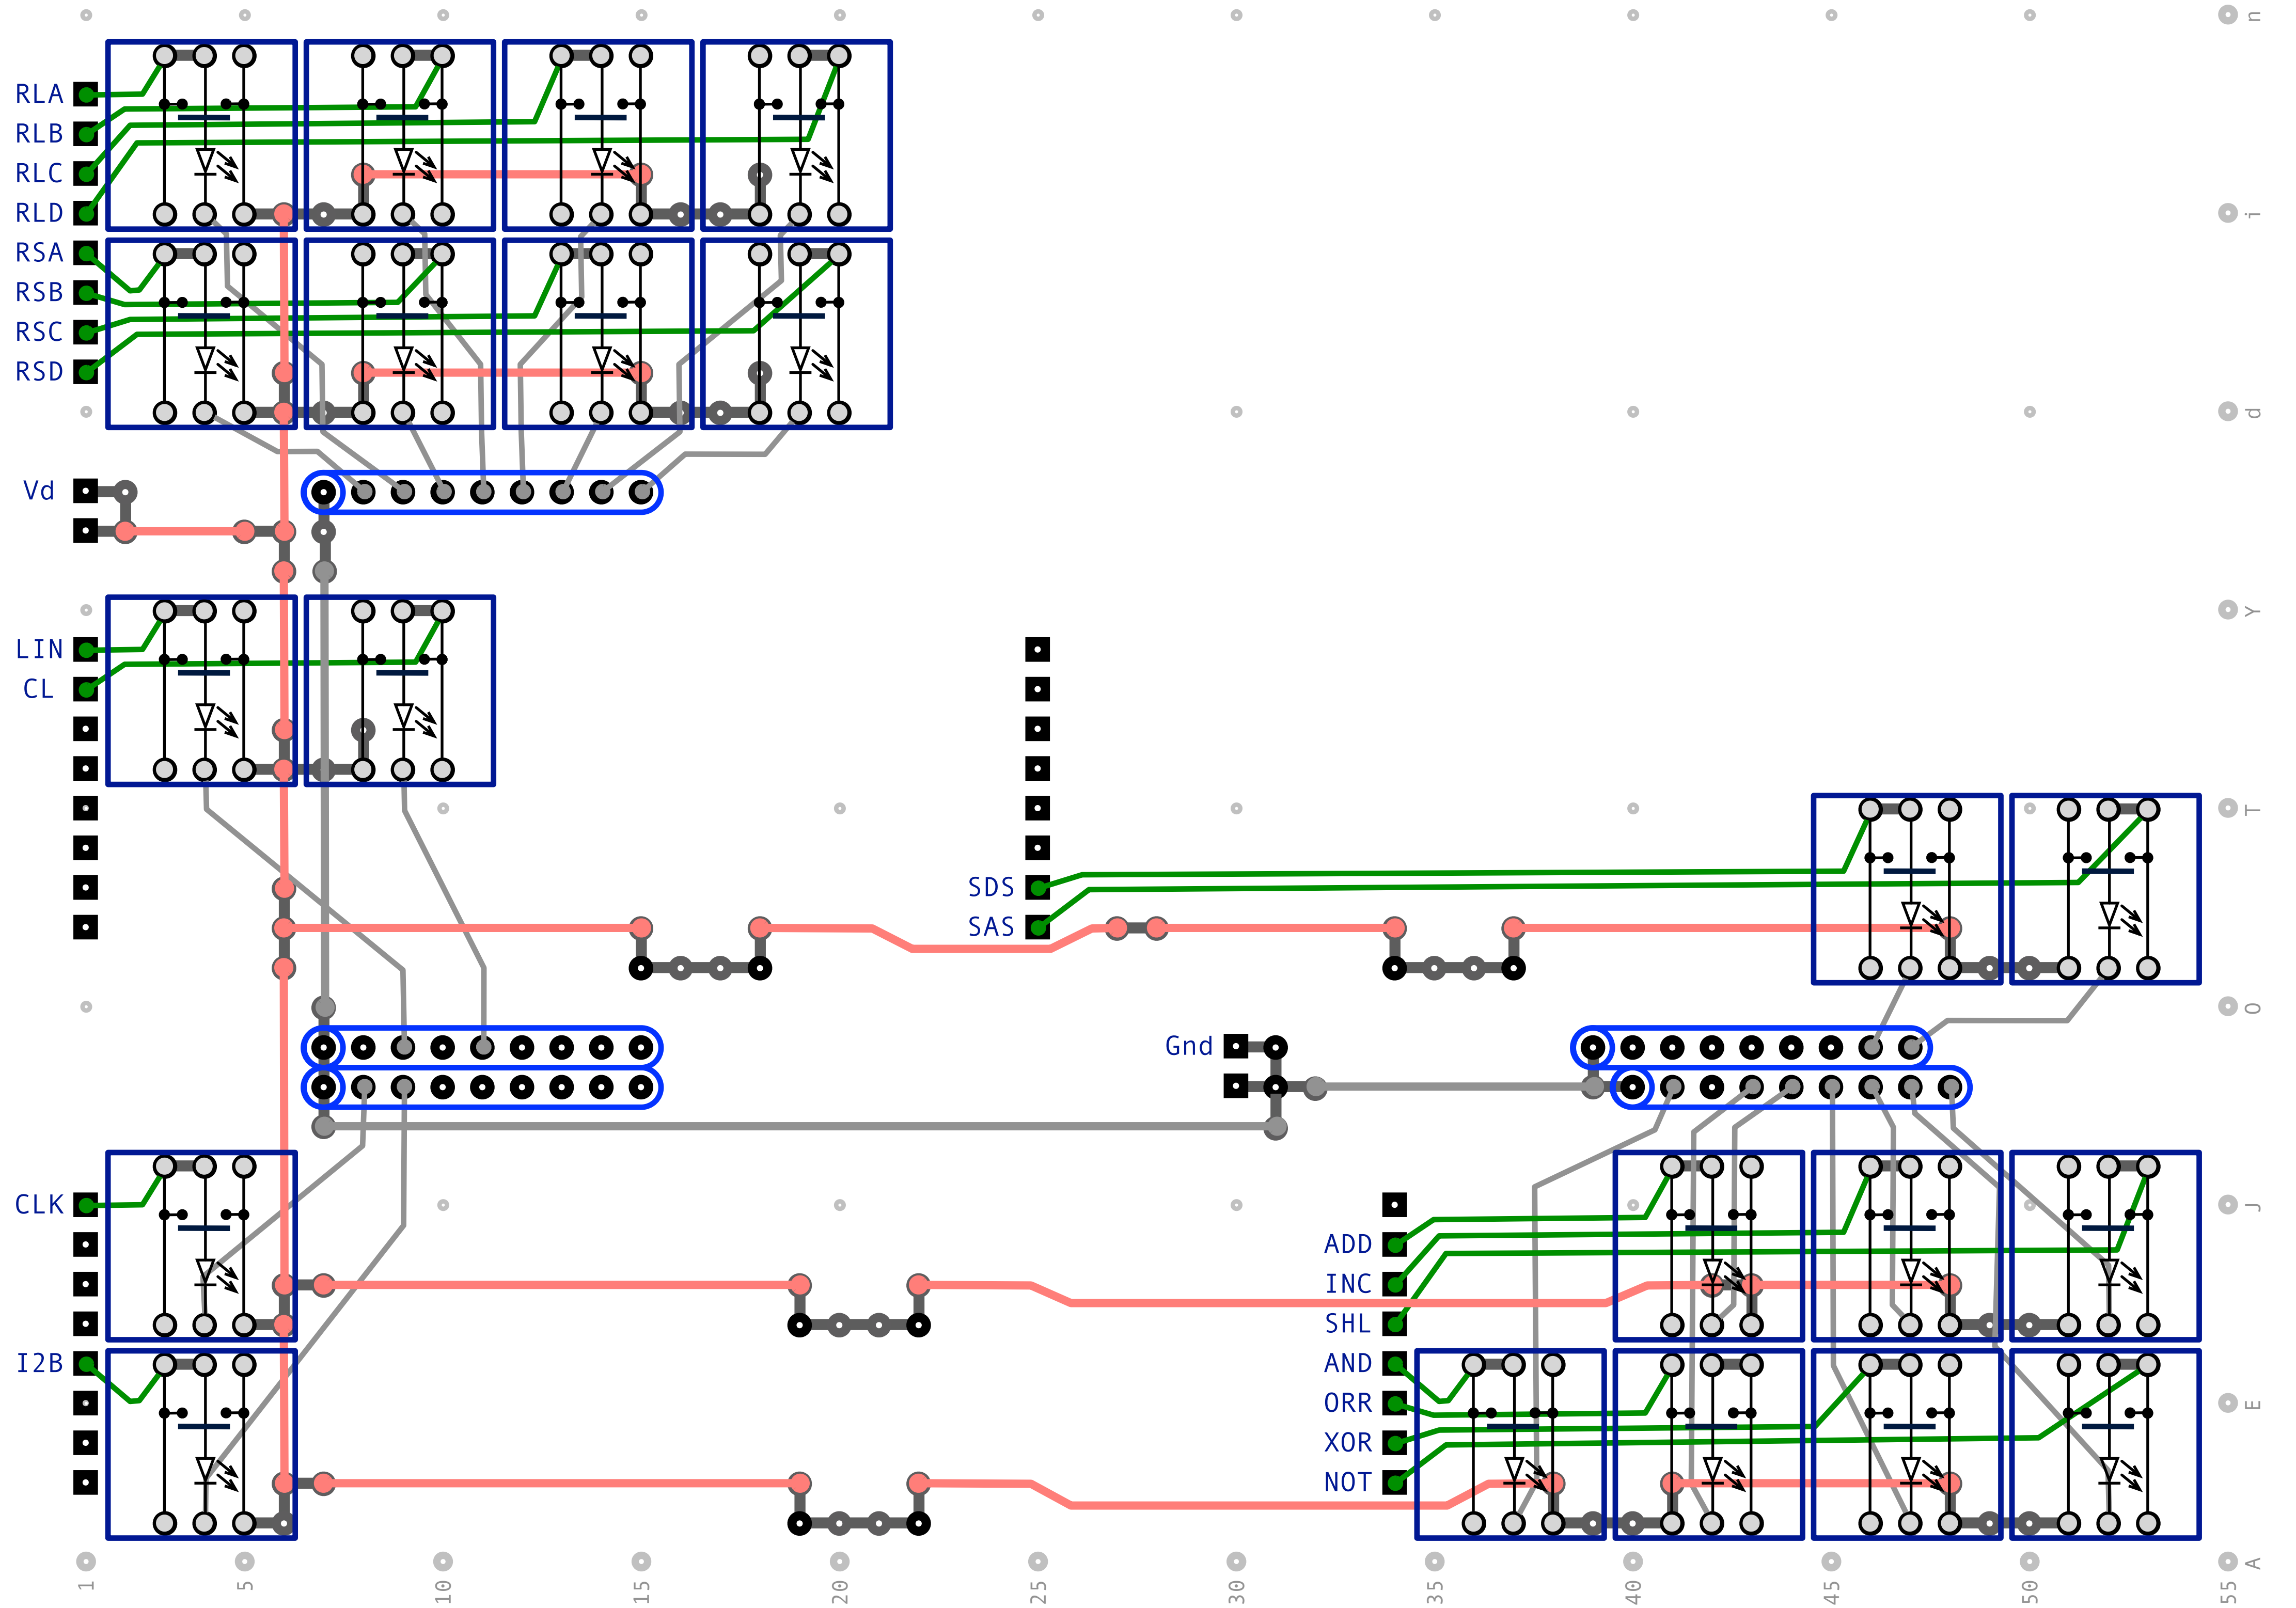 n
RLA
RLB
RLC
RLD
i
RSA
RSB
RSC
RSD
d
Vd
Y
LIN
CL
T
SDS
SAS
O
Gnd
CLK
J
ADD
INC
SHL
I2B
AND
ORR
E
XOR
NOT
A
1 5 10 15 20 25 30 35 40 45 50 55